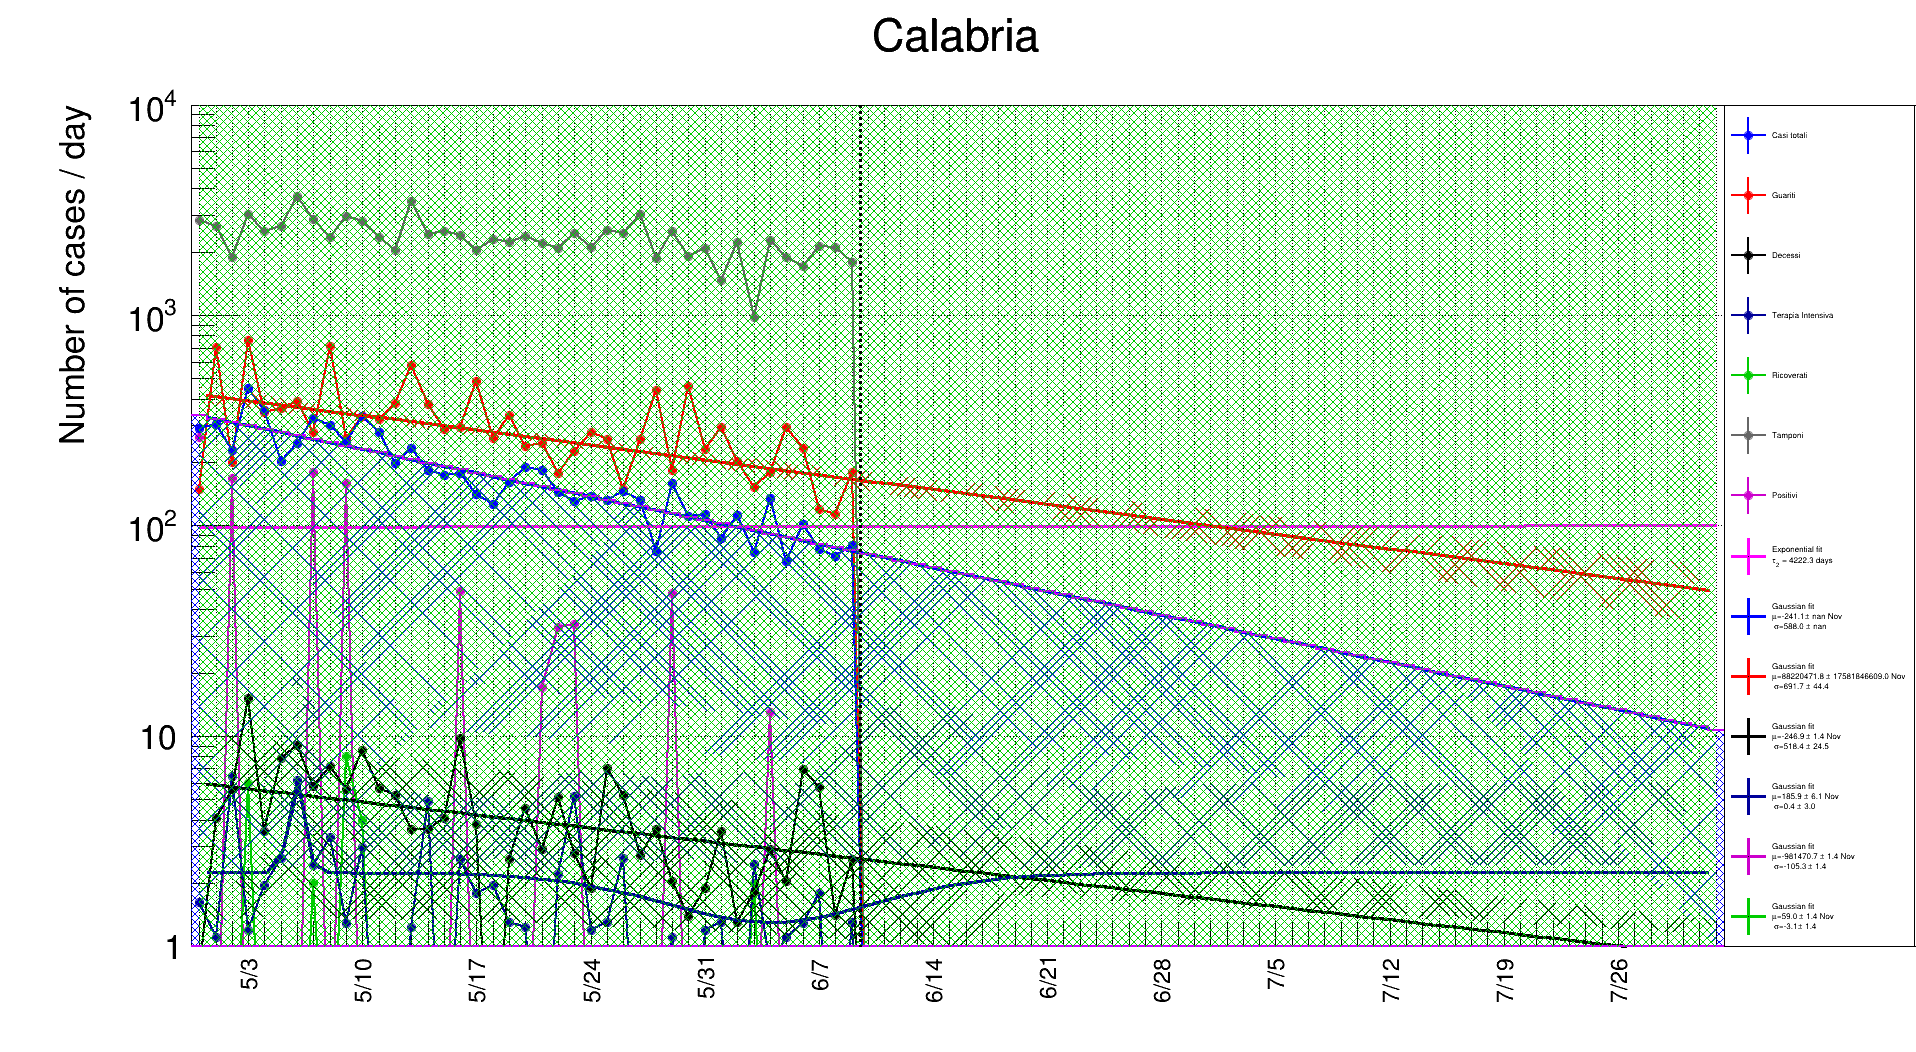 Calabria
Number of cases / day
10^4
10^3
10^2
10
1
5/3
5/10
5/17
5/24
5/31
6/7
6/14
6/21
6/28
7/5
7/12
7/19
7/26
Casi totali
Guariti
Decessi
Terapia Intensiva
Ricoverati
Tamponi
Positivi
Exponential fit
τ_2 = 4222.3 days
Gaussian fit
μ=-241.1± nan Nov
σ=588.0 ± nan
Gaussian fit
μ=88220471.8 ± 17581846609.0 Nov
σ=691.7 ± 44.4
Gaussian fit
μ=-246.9 ± 1.4 Nov
σ=518.4 ± 24.5
Gaussian fit
μ=185.9 ± 6.1 Nov
σ=0.4 ± 3.0
Gaussian fit
μ=-981470.7 ± 1.4 Nov
σ=-105.3 ± 1.4
Gaussian fit
μ=59.0 ± 1.4 Nov
σ=-3.1± 1.4